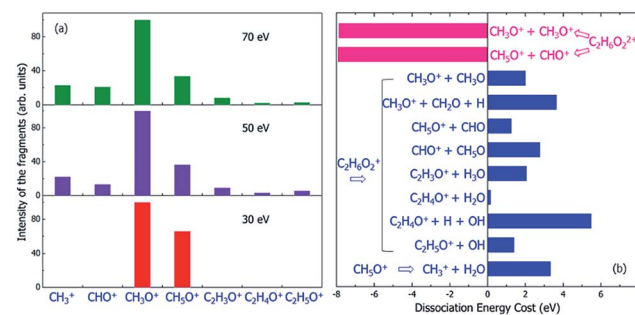 (a)
70 eV
80
40
0
50 eV
80
40
0
30 eV
80
40
0
Intensity of the fragments (arb. units)
CH₃⁺ CHO⁺ CH₃O⁺ CH₅O⁺ C₂H₃O⁺ C₂H₄O⁺ C₂H₅O⁺
CH₃O⁺ + CH₃O⁺
C₂H₆O₂²⁺
CH₅O⁺ + CHO⁺
CH₃O⁺ + CH₃O
CH₃O⁺ + CH₂O + H
CH₅O⁺ + CHO
C₂H₆O₂⁺
⇨
CHO⁺ + CH₅O
C₂H₃O⁺ + H₃O
C₂H₄O⁺ + H₂O
C₂H₄O⁺ + H + OH
C₂H₅O⁺ + OH
CH₅O⁺ ⇨ CH₃⁺ + H₂O
(b)
-8 -6 -4 -2 0 2 4 6
Dissociation Energy Cost (eV)